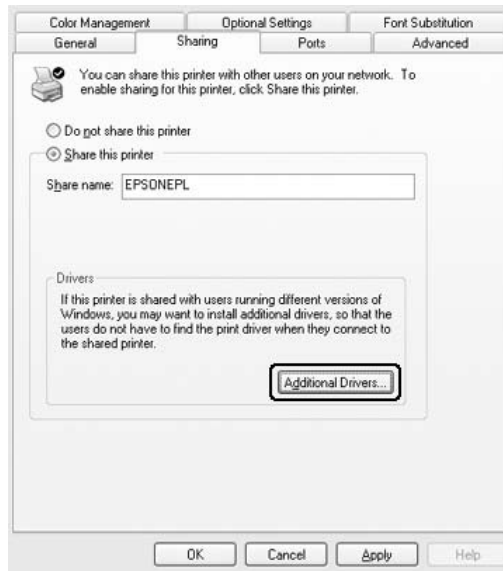 Color Management Optional Settings Font Substitution
General Sharing Ports Advanced
You can share this printer with other users on your network. To
enable sharing for this printer, click Share this printer.
Do not share this printer
Share this printer
Share name: EPSONEPL
Drivers
If this printer is shared with users running different versions of
Windows, you may want to install additional drivers, so that the
users do not have to find the print driver when they connect to
the shared printer.
Additional Drivers...
OK Cancel Apply Help